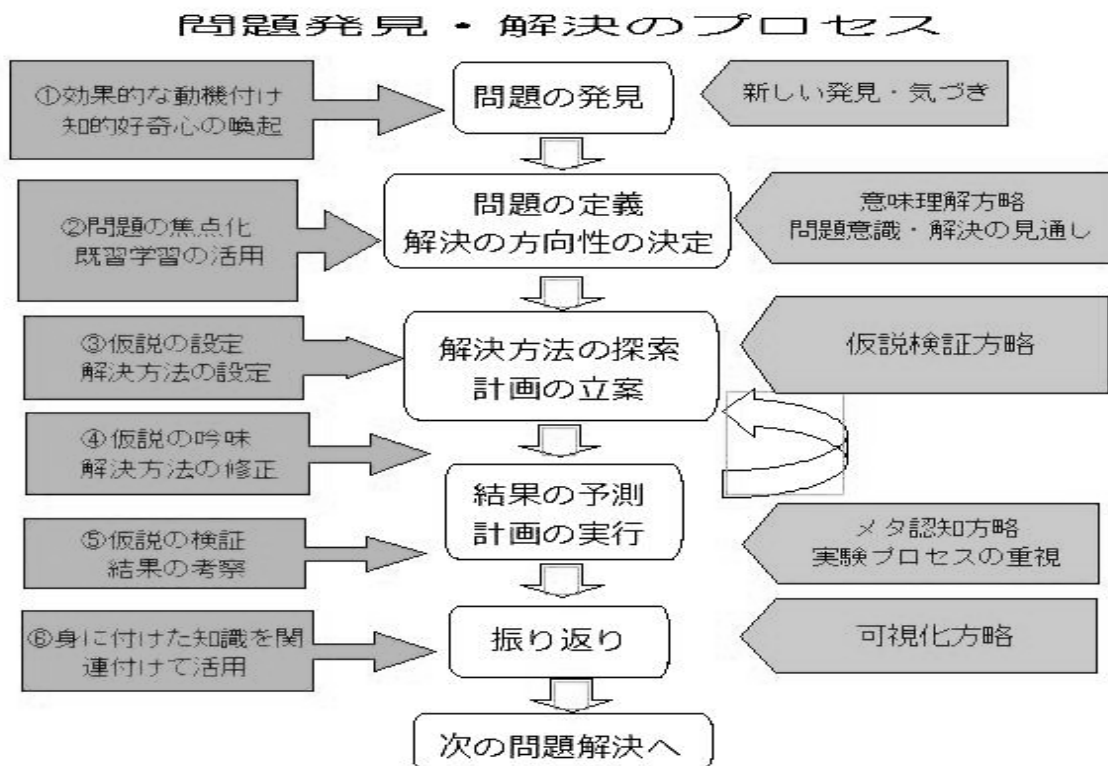 問題発見・解決のプロセス
①効果的な動機付け
知的好奇心の喚起
問題の発見
新しい発見・気づき
②問題の焦点化
既習学習の活用
問題の定義
解決の方向性の決定
意味理解方略
問題意識・解決の見通し
③仮説の設定
解決方法の設定
解決方法の探索
計画の立案
仮説検証方略
④仮説の吟味
解決方法の修正
結果の予測
計画の実行
⑤仮説の検証
結果の考察
メタ認知方略
実験プロセスの重視
⑥身に付けた知識を関
連付けて活用
振り返り
可視化方略
次の問題解決へ